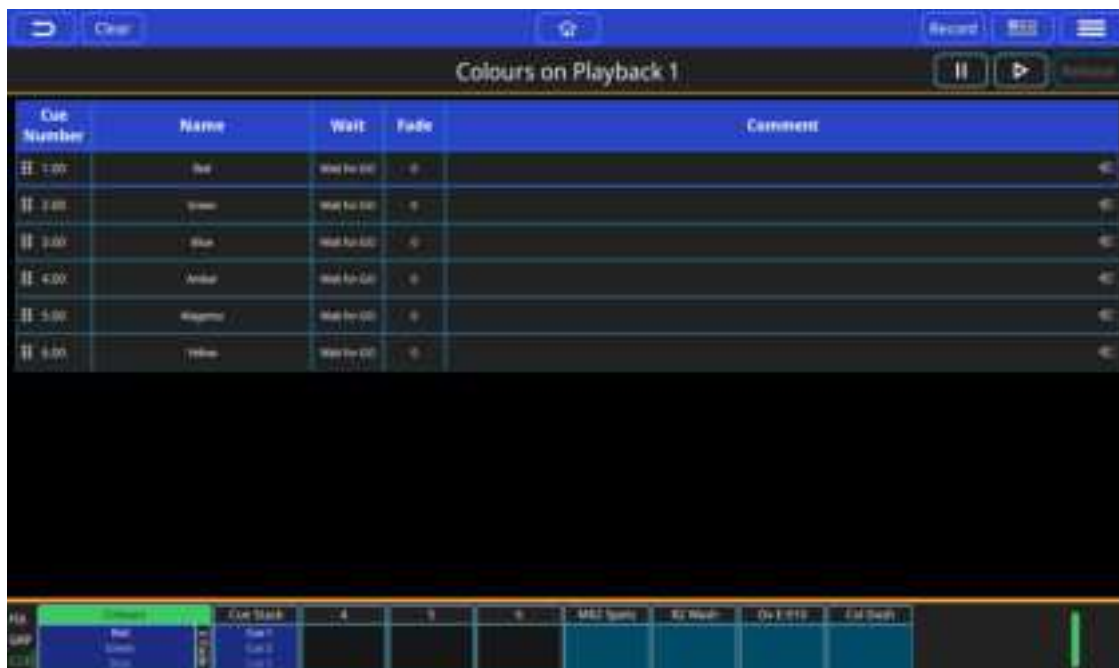 Clear Record
Colours on Playback 1
Cue Number Name Wait Fade Comment
1.00 Red Wait for GO 0
2.00 Green Wait for GO 0
3.00 Blue Wait for GO 0
4.00 Amber Wait for GO 0
5.00 Magenta Wait for GO 0
6.00 Yellow Wait for GO 0
Colours Cue Stack 4 5 6
GRP Red Cue 1
Green Cue 2